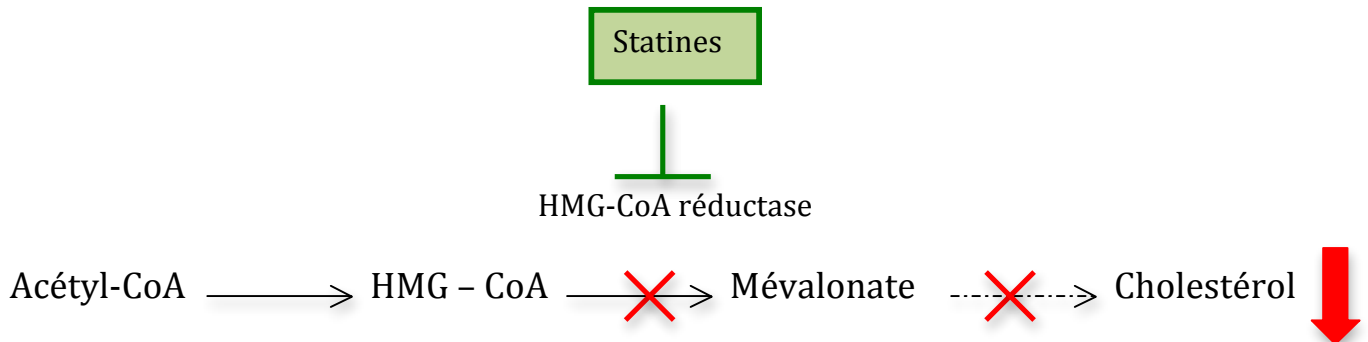 Statines
HMG-CoA réductase
Acétyl-CoA HMG – CoA Mévalonate Cholestérol